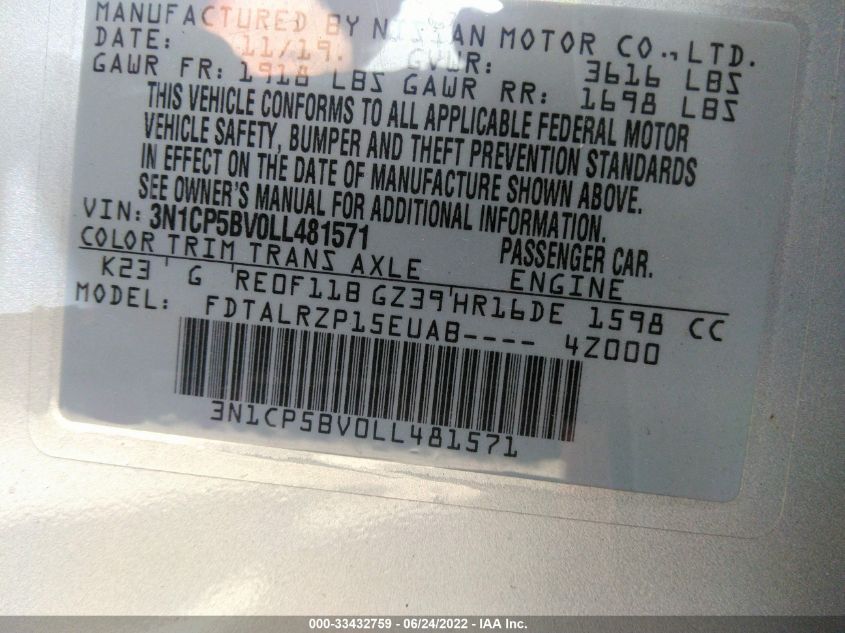 MANUFACTURED BY NISSAN MOTOR CO., LTD.
DATE: 11/19. GVWR: 3616 LBS
GAWR FR: 1918 LBS GAWR RR: 1698 LBS
THIS VEHICLE CONFORMS TO ALL APPLICABLE FEDERAL MOTOR
VEHICLE SAFETY, BUMPER AND THEFT PREVENTION STANDARDS
IN EFFECT ON THE DATE OF MANUFACTURE SHOWN ABOVE.
SEE OWNER'S MANUAL FOR ADDITIONAL INFORMATION.
VIN: 3N1CP5BV0LL481571 PASSENGER CAR.
COLOR TRIM TRANS AXLE ENGINE
K23 G RE0F11B GZ39 HR16DE 1598 CC
MODEL: FDTALRZP15EUAB---- 4Z000
3N1CP5BV0LL481571
000-33432759 - 06/24/2022 - IAA Inc.